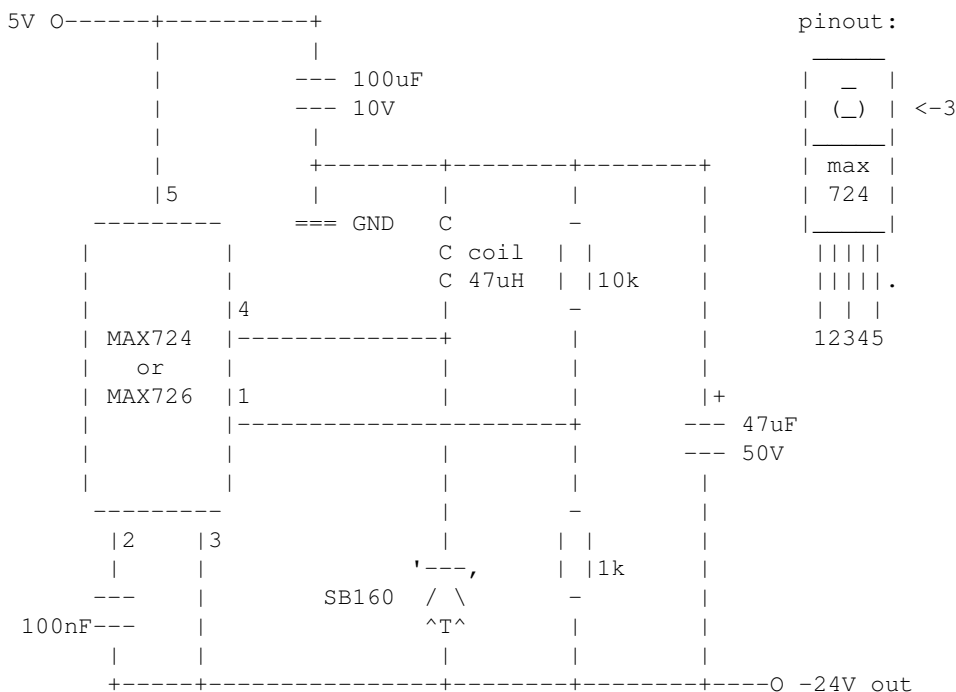 5V O------+----------+ pinout:
--- 100uF
--- 10V (_) <-3
max
|5 724
=== GND C
C coil
C 47uH 10k
|4
MAX724 12345
or
MAX726 |1 +
--- 47uF
--- 50V
|2 |3
'---, 1k
--- SB160 / \
100nF--- ^T^
+-----+----------------+--------+--------+----O -24V out